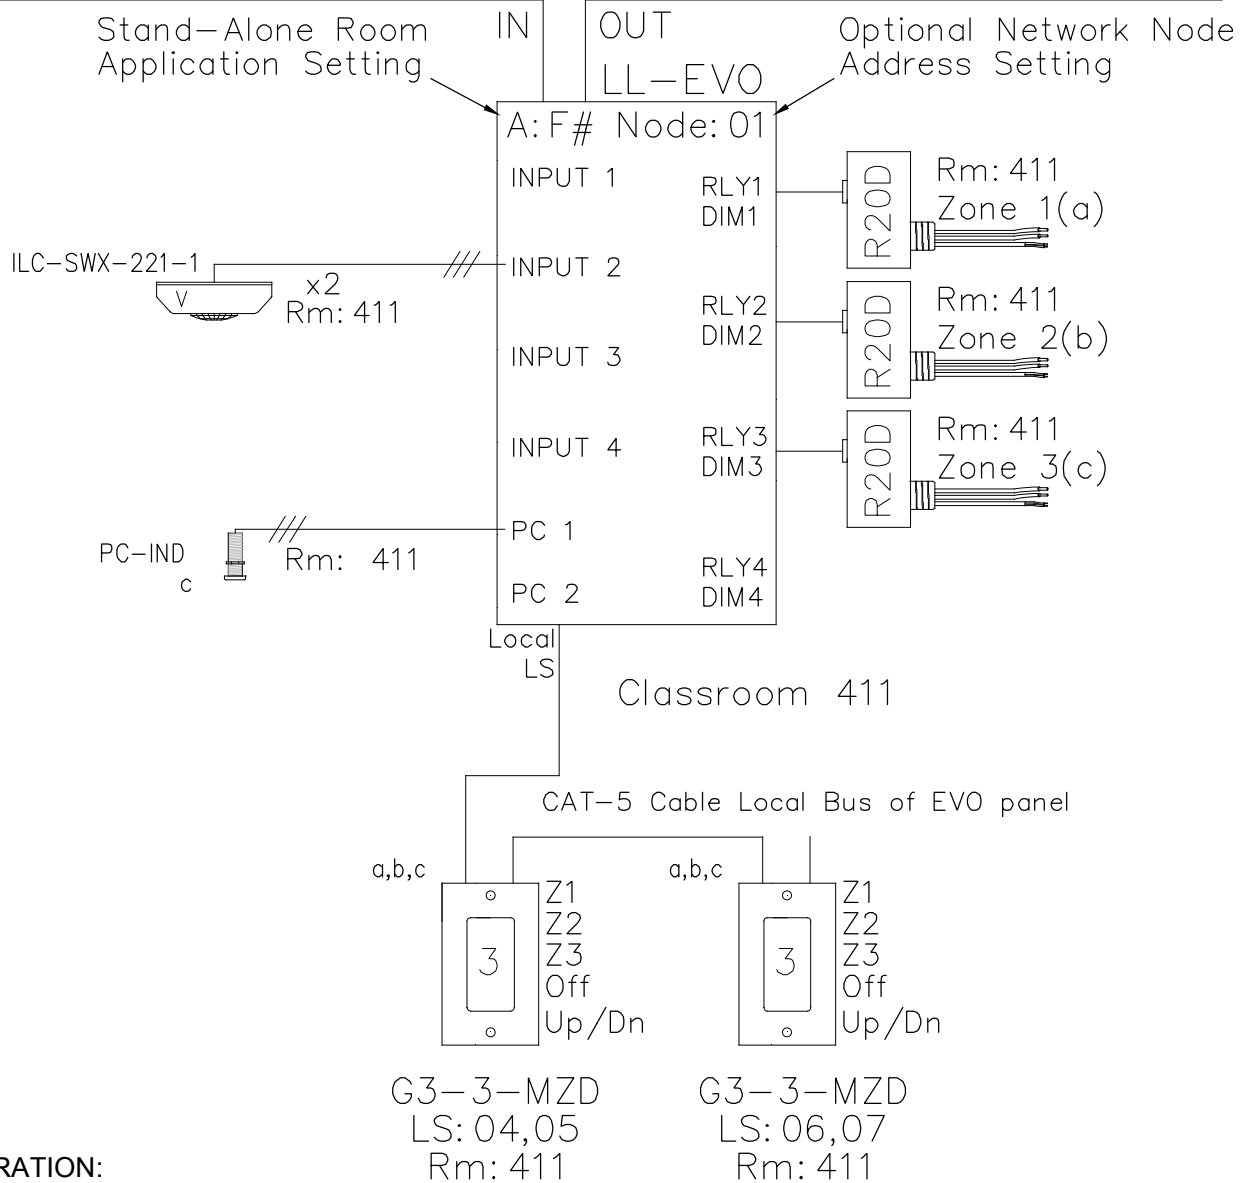 Stand-Alone Room
Application Setting
IN
OUT
LL-EVO
Optional Network Node
Address Setting
A: F# Node: 01
INPUT 1
INPUT 2
INPUT 3
INPUT 4
PC 1
PC 2
RLY1
DIM1
RLY2
DIM2
RLY3
DIM3
RLY4
DIM4
R20D
Rm: 411
Zone 1(a)
R20D
Rm: 411
Zone 2(b)
R20D
Rm: 411
Zone 3(c)
ILC-SWX-221-1
V
x2
Rm: 411
PC-IND
c
Rm: 411
Local
LS
Classroom 411
CAT-5 Cable Local Bus of EVO panel
a,b,c
3
Z1
Z2
Z3
Off
Up/Dn
G3-3-MZD
LS: 04,05
Rm: 411
a,b,c
3
Z1
Z2
Z3
Off
Up/Dn
G3-3-MZD
LS: 06,07
Rm: 411
RATION: